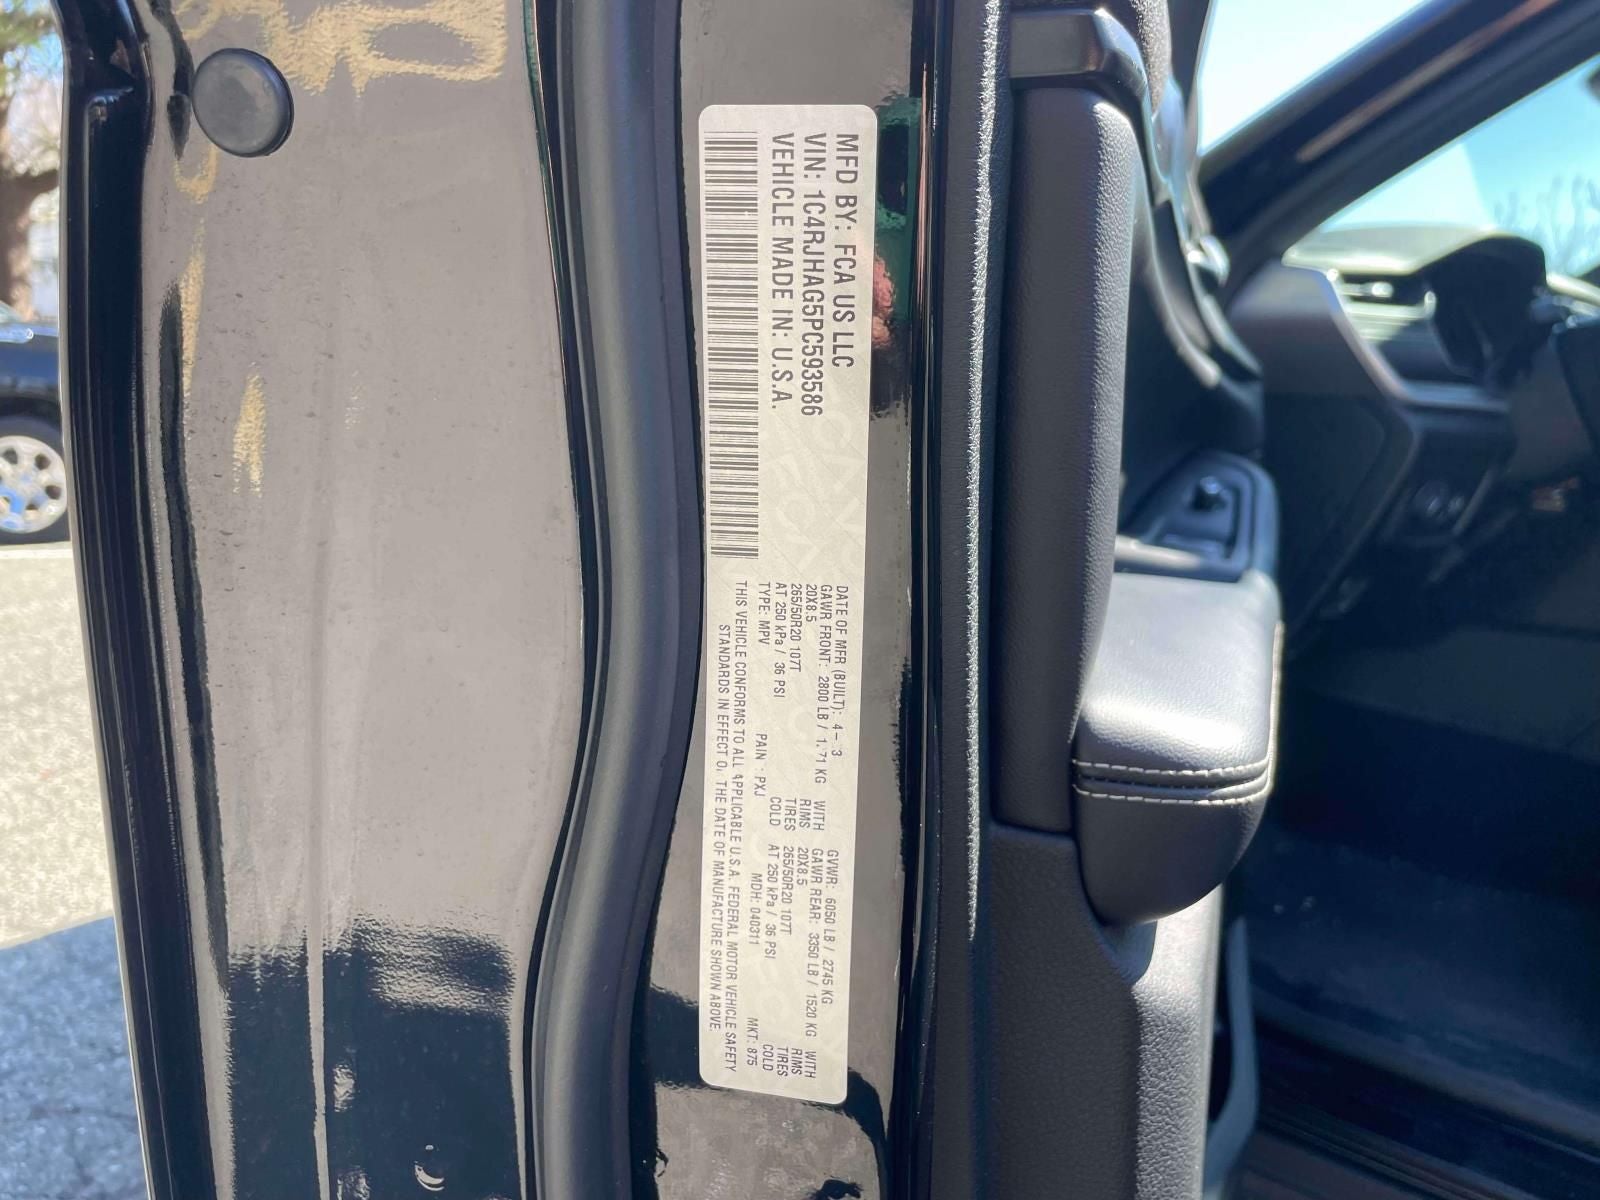 MFD BY: FCA US LLC
VIN: 1C4RJHAG5PC593586
VEHICLE MADE IN: U.S.A.
DATE OF MFR (BUILT): 4- 3
GAWR FRONT: 2800 LB / 1.71 KG WITH
20X8.5 RIMS
265/50R20 107T TIRES
AT 250 kPa / 36 PSI COLD
TYPE: MPV PAIN : PXJ MDH: 040311 MKT: 875
GVWR: 6050 LB / 2745 KG
GAWR REAR: 3350 LB / 1520 KG WITH
20X8.5 RIMS
265/50R20 107T TIRES
AT 250 kPa / 36 PSI COLD
THIS VEHICLE CONFORMS TO ALL APPLICABLE U.S.A. FEDERAL MOTOR VEHICLE SAFETY
STANDARDS IN EFFECT O. THE DATE OF MANUFACTURE SHOWN ABOVE.